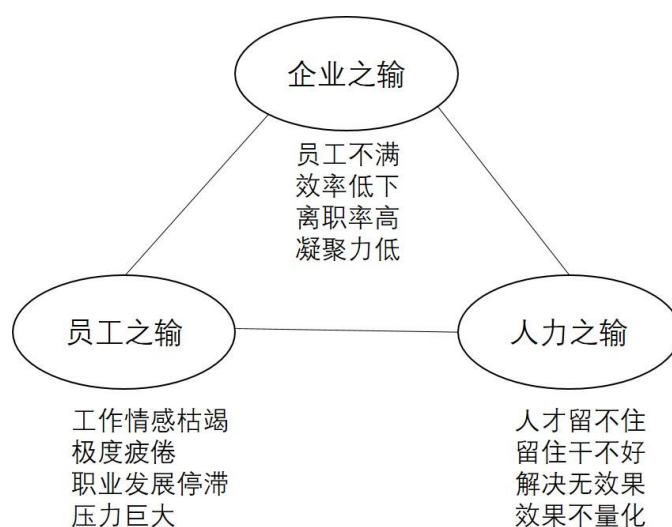 企业之输
员工不满
效率低下
离职率高
凝聚力低
员工之输
人力之输
工作情感枯竭
极度疲倦
职业发展停滞
压力巨大
人才留不住
留住干不好
解决无效果
效果不量化